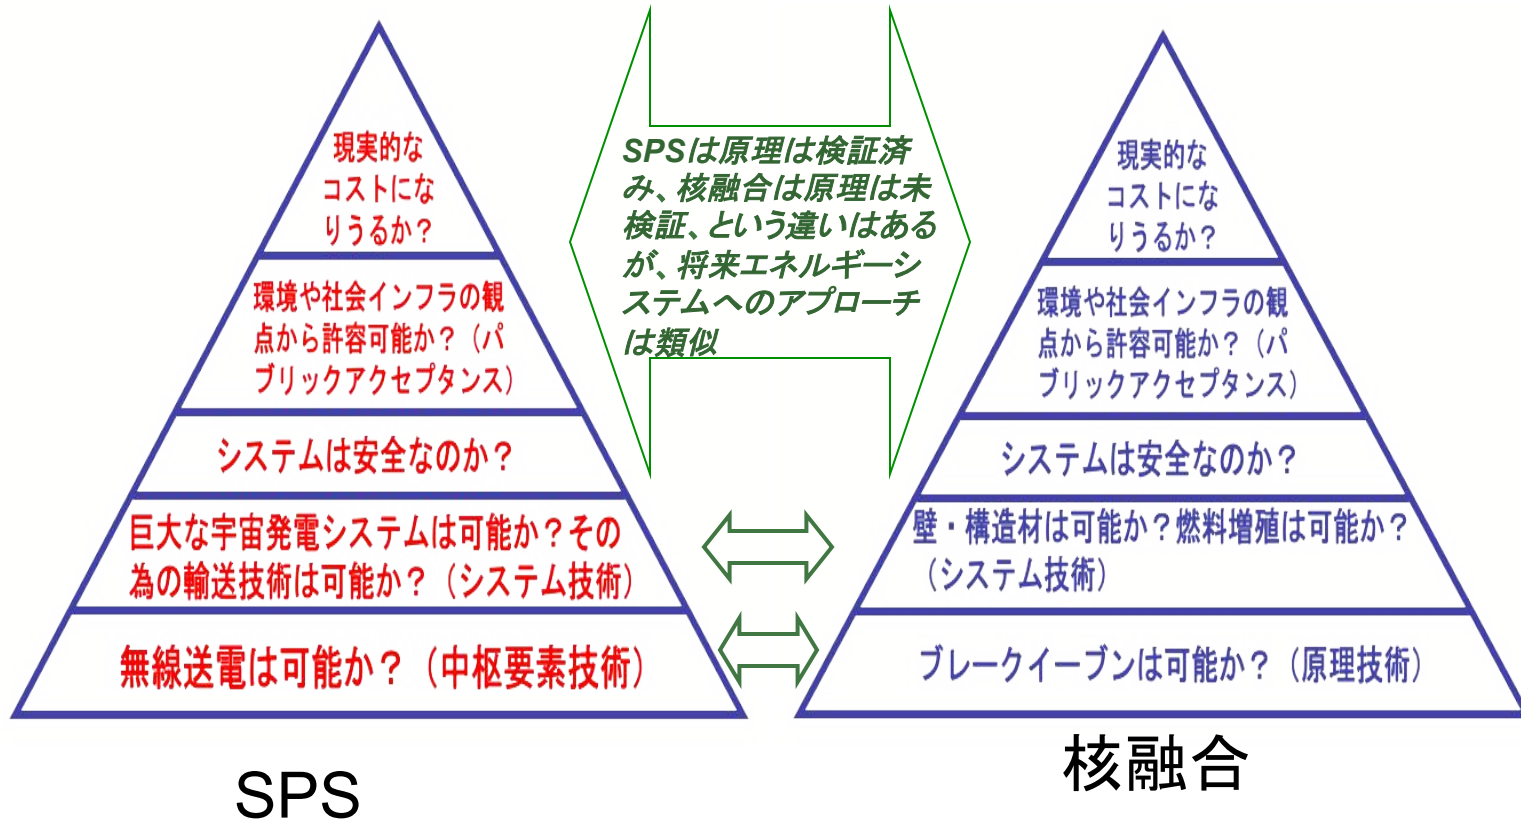 現実的な
コストにな
りうるか？
環境や社会インフラの観
点から許容可能か？（パ
ブリックアクセプタンス）
システムは安全なのか？
巨大な宇宙発電システムは可能か？その
為の輸送技術は可能か？（システム技術）
無線送電は可能か？（中枢要素技術）
SPS
SPSは原理は検証済
み、核融合は原理は未
検証、という違いはある
が、将来エネルギーシ
ステムへのアプローチ
は類似
現実的な
コストにな
りうるか？
環境や社会インフラの観
点から許容可能か？（パ
ブリックアクセプタンス）
システムは安全なのか？
壁・構造材は可能か？燃料増殖は可能か？
（システム技術）
ブレークイーブンは可能か？（原理技術）
核融合